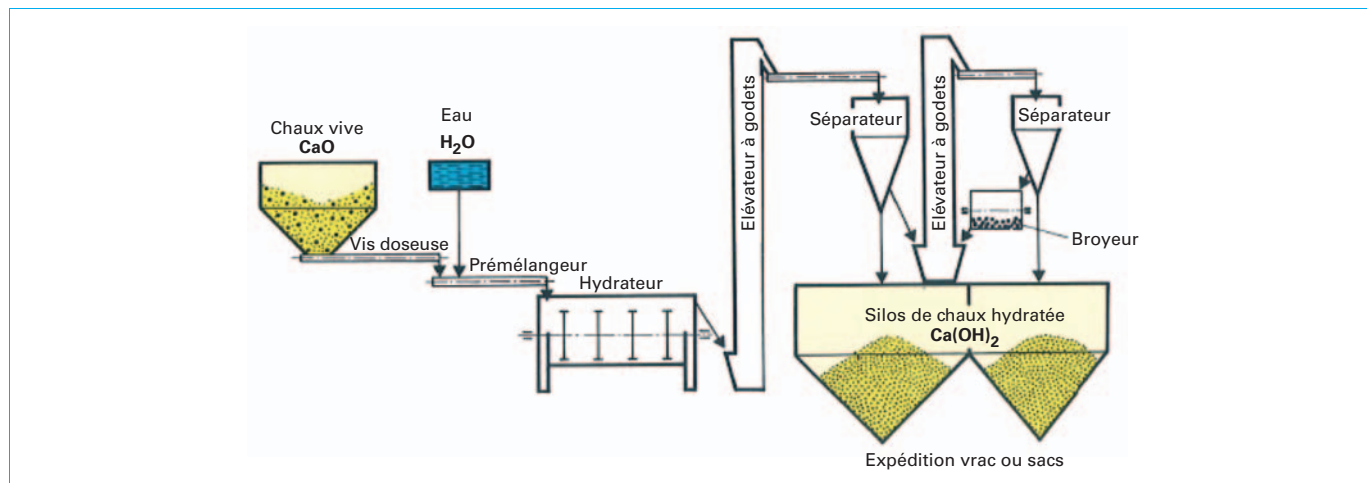 Chaux vive
CaO
Eau
H₂O
Vis doseuse
Prémélangeur
Hydrateur
Elévateur à godets
Séparateur
Elévateur à godets
Séparateur
Broyeur
Silos de chaux hydratée
Ca(OH)₂
Expédition vrac ou sacs